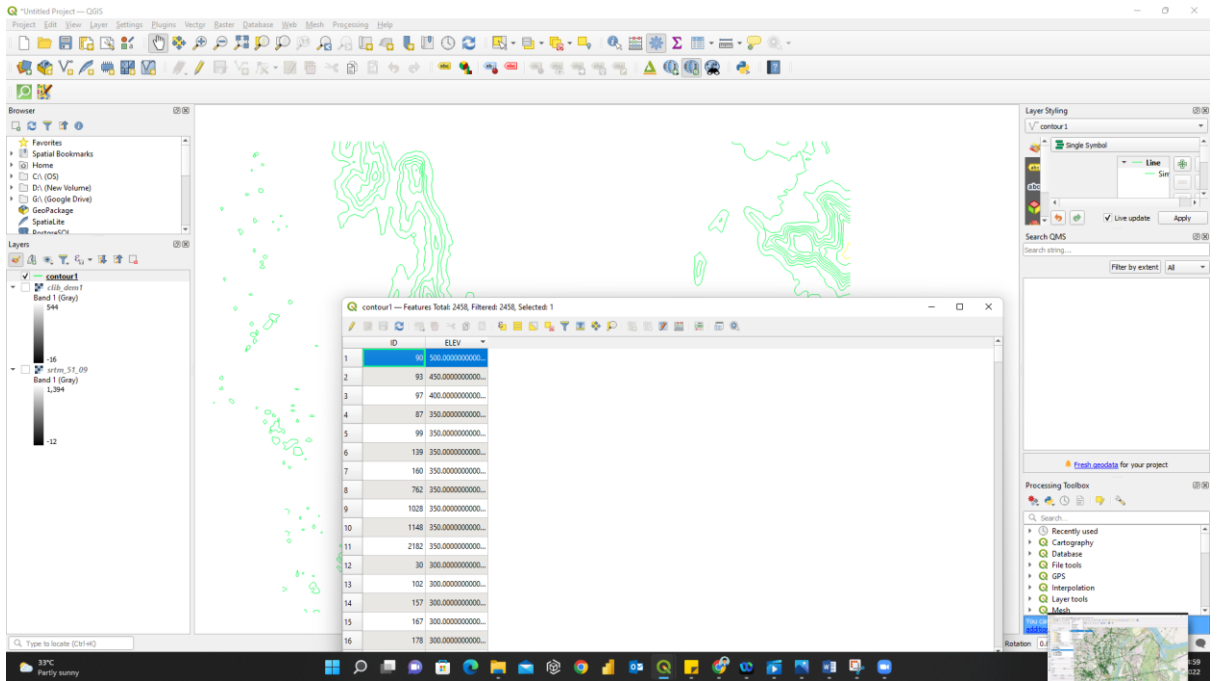 *Untitled Project — QGIS
Project Edit View Layer Settings Plugins Vector Raster Database Web Mesh Processing Help
Browser
Favorites
Spatial Bookmarks
Home
C:\ (OS)
D:\ (New Volume)
G:\ (Google Drive)
GeoPackage
SpatiaLite
PostgreSQL
Layers
contour1
clib_dem1
Band 1 (Gray)
544
-16
srtm_51_09
Band 1 (Gray)
1,394
-12
contour1 — Features Total: 2458, Filtered: 2458, Selected: 1
ID ELEV
1 90 500.0000000000...
2 93 450.0000000000...
3 97 400.0000000000...
4 87 350.0000000000...
5 99 350.0000000000...
6 139 350.0000000000...
7 160 350.0000000000...
8 762 350.0000000000...
9 1028 350.0000000000...
10 1148 350.0000000000...
11 2182 350.0000000000...
12 30 300.0000000000...
13 102 300.0000000000...
14 157 300.0000000000...
15 167 300.0000000000...
16 178 300.0000000000...
Layer Styling
contour1
Single Symbol
Line
Sim
abc
Live update Apply
Search QMS
Search string...
Filter by extent All
Fresh geodata for your project
Processing Toolbox
Search...
Recently used
Cartography
Database
File tools
GPS
Interpolation
Layer tools
Mesh
You can
Type to locate (Ctrl+K)
Rotation 0.0
33°C
Partly sunny